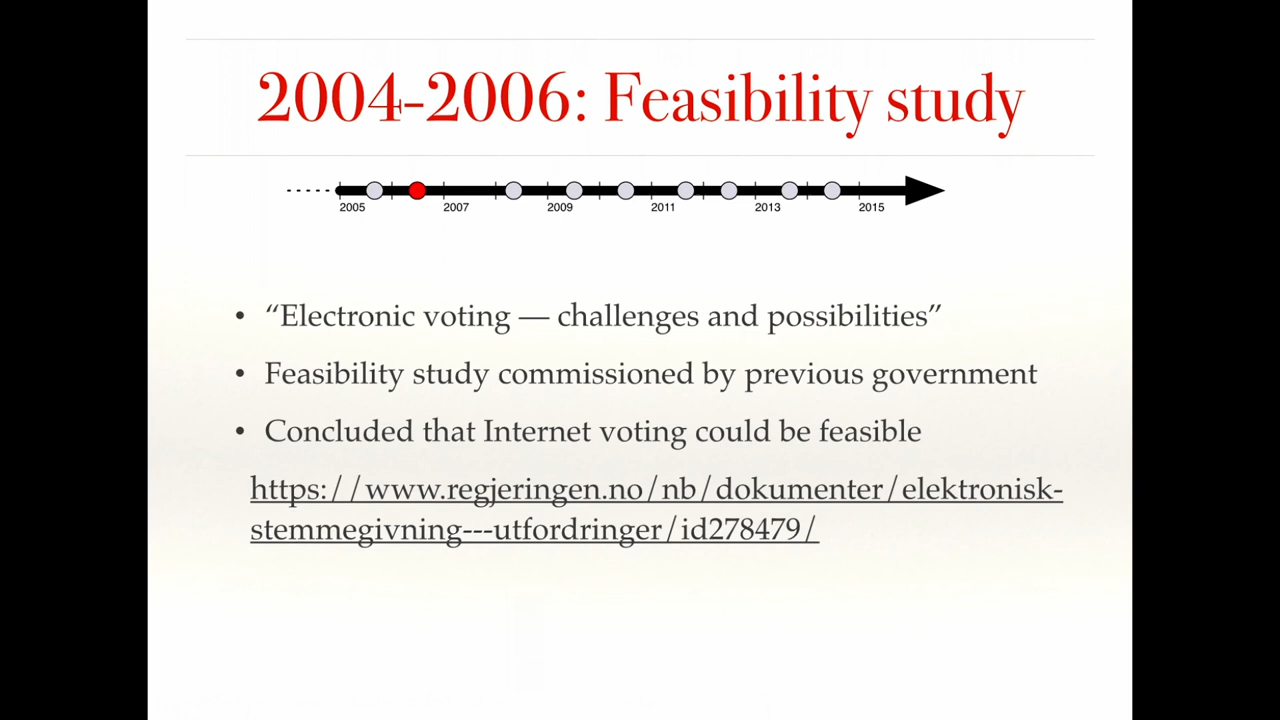 2004-2006: Feasibility study
2005 2007 2009 2011 2013 2015
• “Electronic voting — challenges and possibilities”
• Feasibility study commissioned by previous government
• Concluded that Internet voting could be feasible
https://www.regjeringen.no/nb/dokumenter/elektronisk-
stemmegivning---utfordringer/id278479/